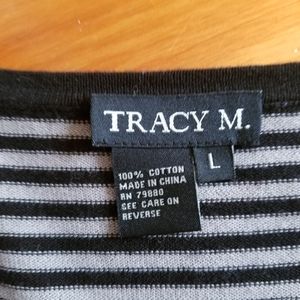 TRACY M.
L
100% COTTON
MADE IN CHINA
RN 79880
SEE CARE ON
REVERSE